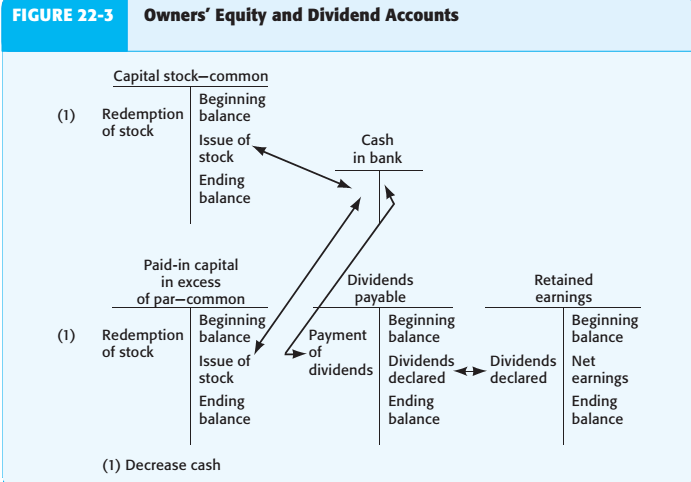 FIGURE 22-3 Owners’ Equity and Dividend Accounts
Capital stock—common
(1)
Redemption
of stock
Beginning
balance
Issue of
stock
Ending
balance
Cash
in bank
Paid-in capital
in excess
of par—common
(1)
Redemption
of stock
Beginning
balance
Issue of
stock
Ending
balance
Dividends
payable
Payment
of
dividends
Beginning
balance
Dividends
declared
Ending
balance
Retained
earnings
Dividends
declared
Beginning
balance
Net
earnings
Ending
balance
(1) Decrease cash